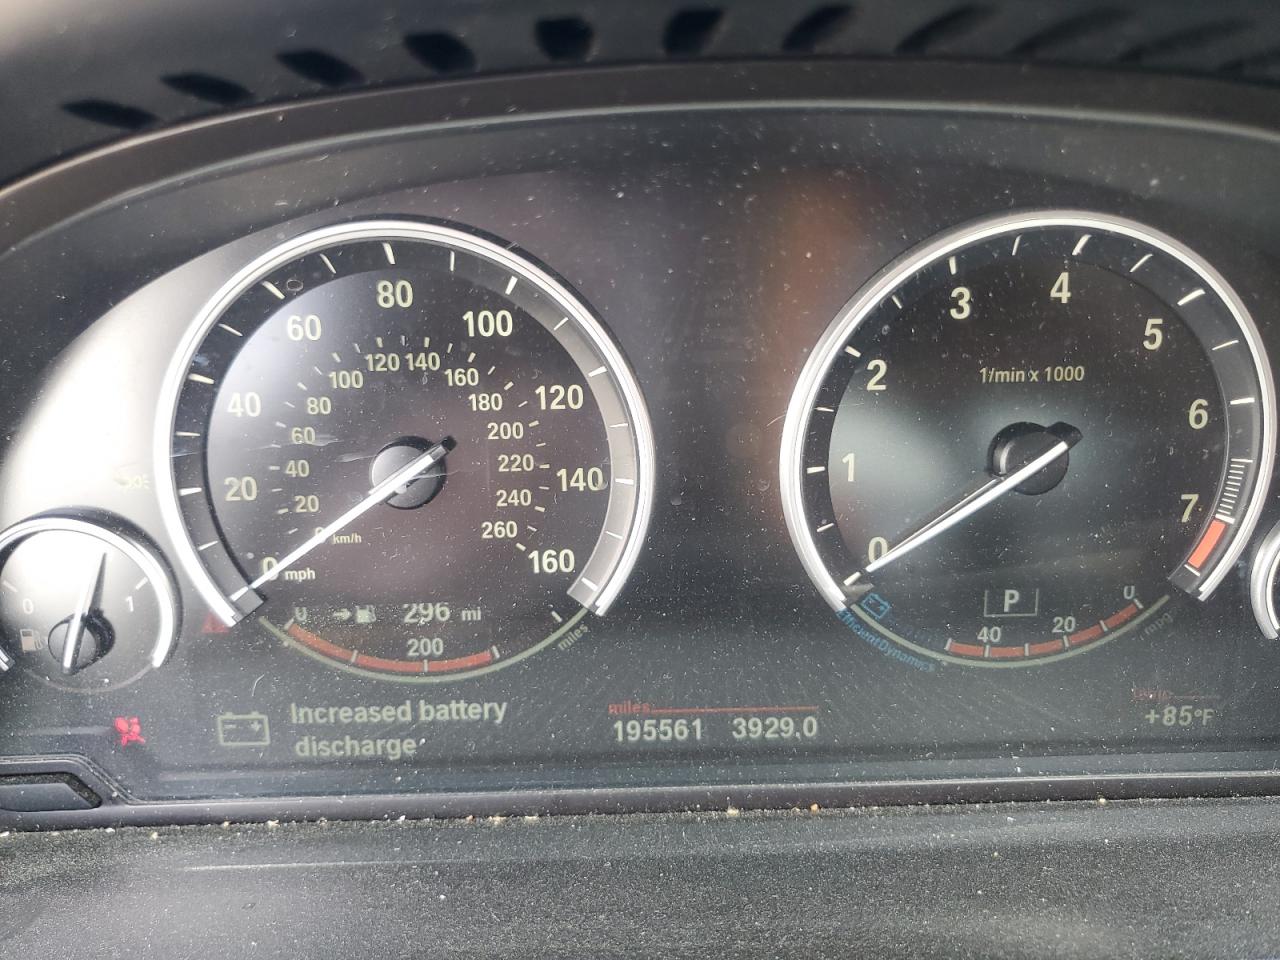 80
60
100
40
120
20
140
0 mph
160
120 140
100
160
80
180
60
200
40
220
20
240
0 km/h
260
3
4
2
5
1/min x 1000
1
6
0
7
0
1
U
296 mi
200
miles
P
U
40
20
mpg
EfficientDynamics
Increased battery
discharge
miles
195561 3929.0
+85°F